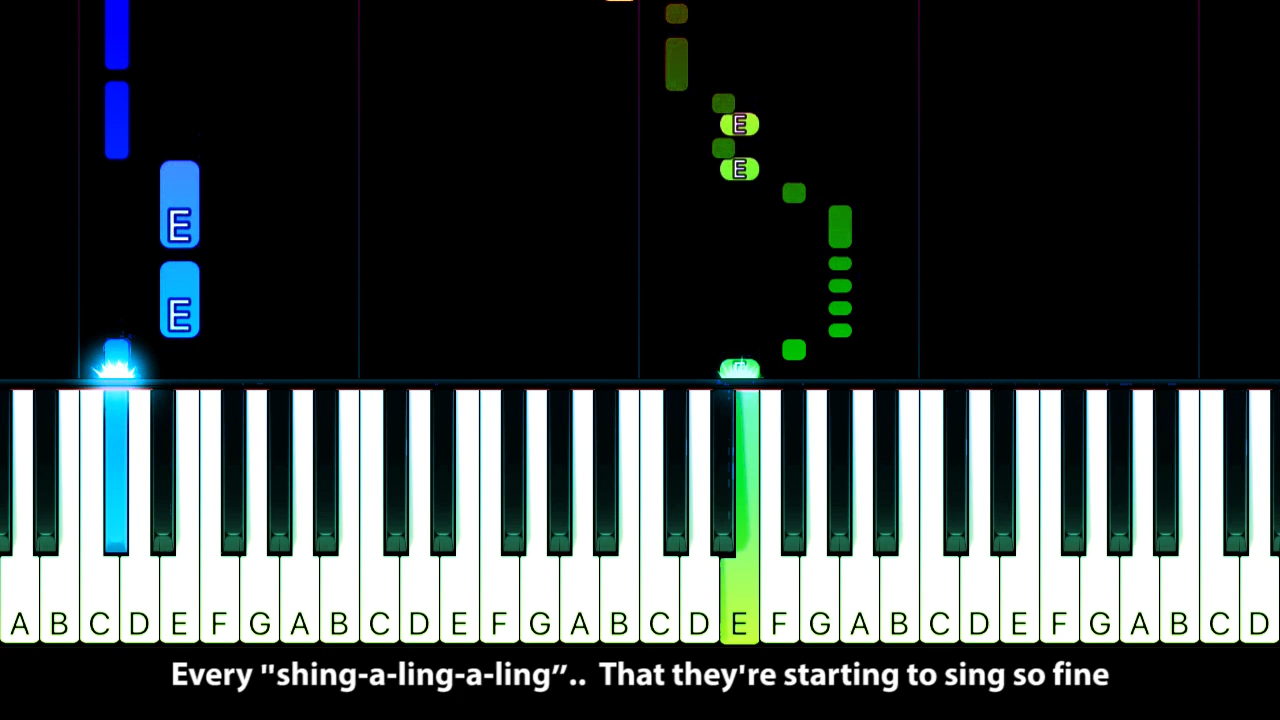 E
E
E
E
A B C D E F G A B C D E F G A B C D E F G A B C D E F G A B C D
Every "shing-a-ling-a-ling”.. That they're starting to sing so fine